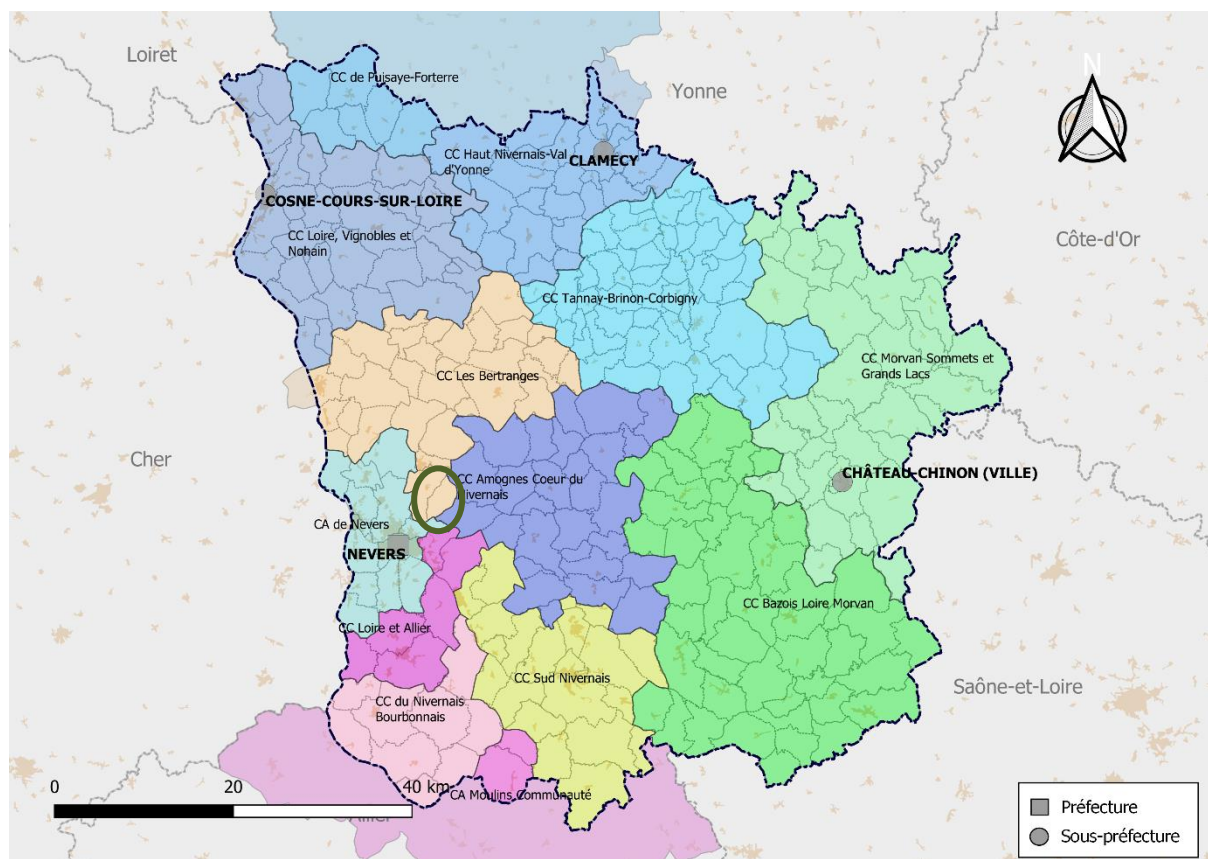 Loiret
CC de Puisaye-Forterre
Yonne
N
CC Haut Nivernais-Val
d'Yonne
CLAMECY
COSNE-COURS-SUR-LOIRE
CC Loire, Vignobles et
Nohain
Côte-d'Or
CC Tannay-Brinon-Corbigny
CC Morvan Sommets et
Grands Lacs
CC Les Bertranges
Cher
CHÂTEAU-CHINON (VILLE)
CC Amognes Coeur du
Nivernais
CA de Nevers
NEVERS
CC Bazois Loire Morvan
CC Loire et Allier
CC Sud Nivernais
Saône-et-Loire
CC du Nivernais
Bourbonnais
0 20 40 km
CA Moulins Communauté
Allier
Préfecture
Sous-préfecture